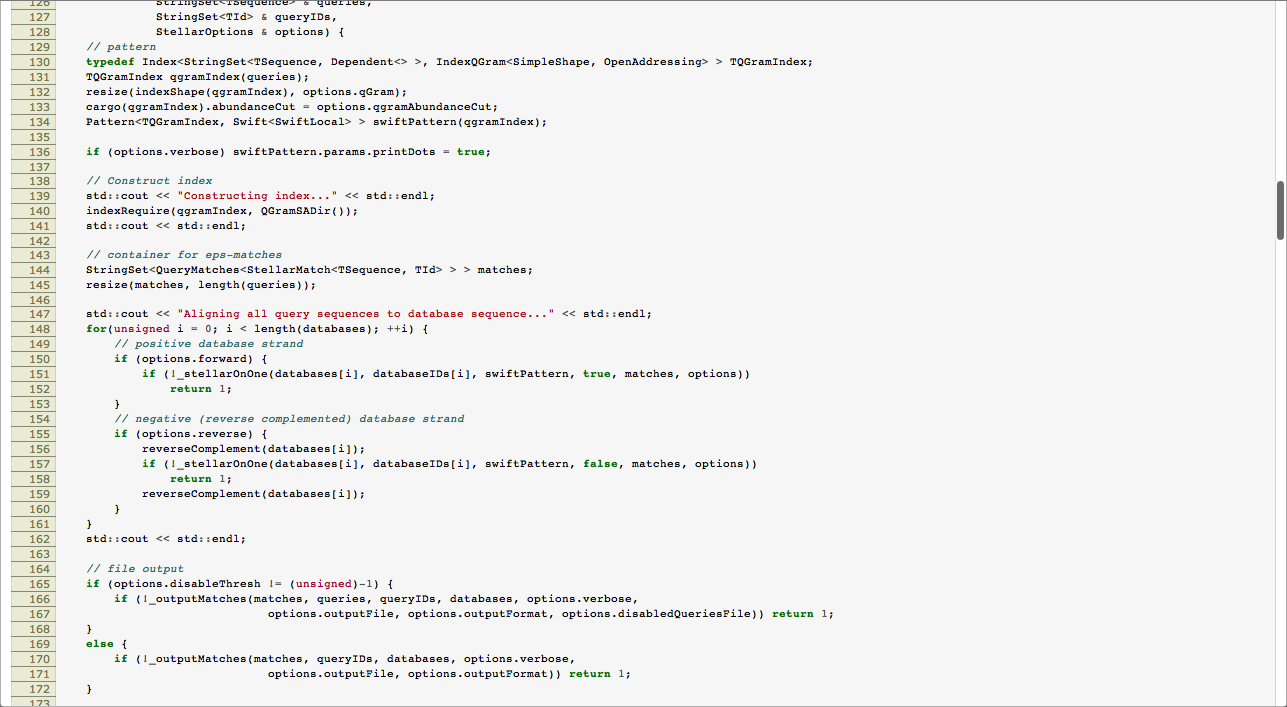 126 StringSet<TSequence> & queries,
127 StringSet<TId> & queryIDs,
128 StellarOptions & options) {
129 // pattern
130 typedef Index<StringSet<TSequence, Dependent<> >, IndexQGram<SimpleShape, OpenAddressing> > TQGramIndex;
131 TQGramIndex qgramIndex(queries);
132 resize(indexShape(qgramIndex), options.qGram);
133 cargo(qgramIndex).abundanceCut = options.qgramAbundanceCut;
134 Pattern<TQGramIndex, Swift<SwiftLocal> > swiftPattern(qgramIndex);
135
136 if (options.verbose) swiftPattern.params.printDots = true;
137
138 // Construct index
139 std::cout << "Constructing index..." << std::endl;
140 indexRequire(qgramIndex, QGramSADir());
141 std::cout << std::endl;
142
143 // container for eps-matches
144 StringSet<QueryMatches<StellarMatch<TSequence, TId> > > matches;
145 resize(matches, length(queries));
146
147 std::cout << "Aligning all query sequences to database sequence..." << std::endl;
148 for(unsigned i = 0; i < length(databases); ++i) {
149 // positive database strand
150 if (options.forward) {
151 if (!_stellarOnOne(databases[i], databaseIDs[i], swiftPattern, true, matches, options))
152 return 1;
153 }
154 // negative (reverse complemented) database strand
155 if (options.reverse) {
156 reverseComplement(databases[i]);
157 if (!_stellarOnOne(databases[i], databaseIDs[i], swiftPattern, false, matches, options))
158 return 1;
159 reverseComplement(databases[i]);
160 }
161 }
162 std::cout << std::endl;
163
164 // file output
165 if (options.disableThresh != (unsigned)-1) {
166 if (!_outputMatches(matches, queries, queryIDs, databases, options.verbose,
167 options.outputFile, options.outputFormat, options.disabledQueriesFile)) return 1;
168 }
169 else {
170 if (!_outputMatches(matches, queryIDs, databases, options.verbose,
171 options.outputFile, options.outputFormat)) return 1;
172 }
173